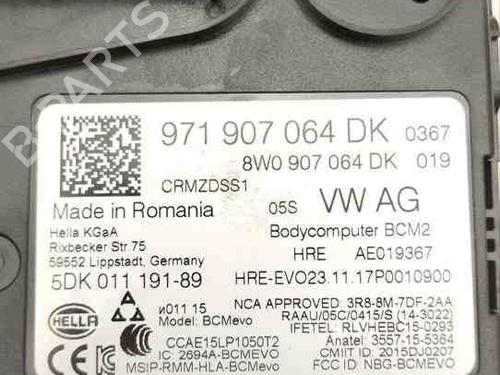 971 907 064 DK 0367
8W0 907 064 DK 019
CRMZDSS1
Made in Romania 05S VW AG
Hella KGaA Bodycomputer BCM2
Rixbecker Str.75
59552 Lippstadt, Germany HRE AE019367
5DK 011 191-89 HRE-EVO23.11.17P0010900
и011 15 NCA APPROVED: 3R8-8M-7DF-2AA
HELLA Model: BCMevo RAAU/05C/0415/S (14-3022)
IFETEL: RLVHEBC15-0293
CCAE15LP1050T2 Anatel: 3557-15-5364
IC: 2694A-BCMEVO CMIIT ID: 2015DJ0207
MSIP-RMM-HLA-BCMevo FCC ID: NBG-BCMEVO
B PARTS